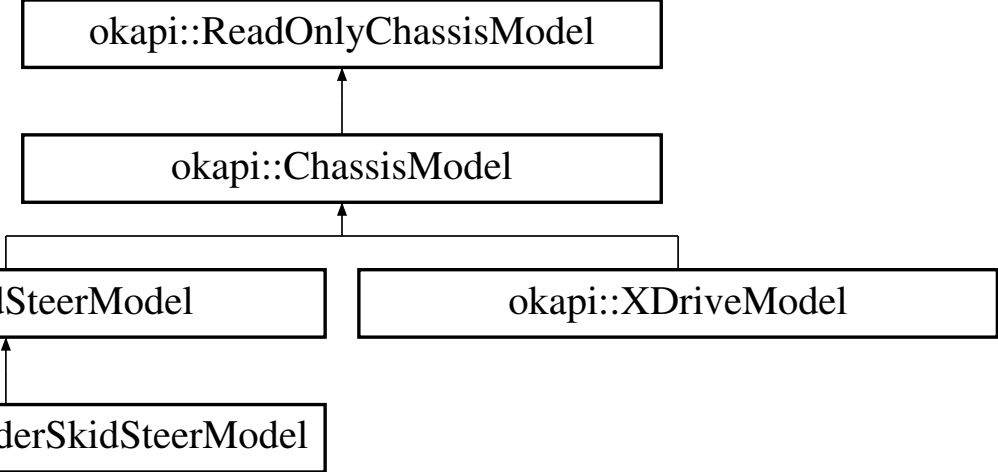 okapi::ReadOnlyChassisModel
okapi::ChassisModel
dSteerModel
okapi::XDriveModel
derSkidSteerModel